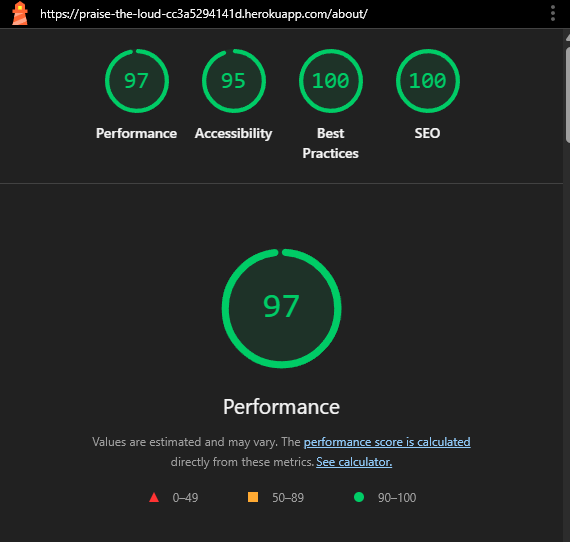 https://praise-the-loud-cc3a5294141d.herokuapp.com/about/
97 95 100 100
Performance Accessibility Best Practices SEO
97
Performance
Values are estimated and may vary. The performance score is calculated
directly from these metrics. See calculator.
0–49 50–89 90–100